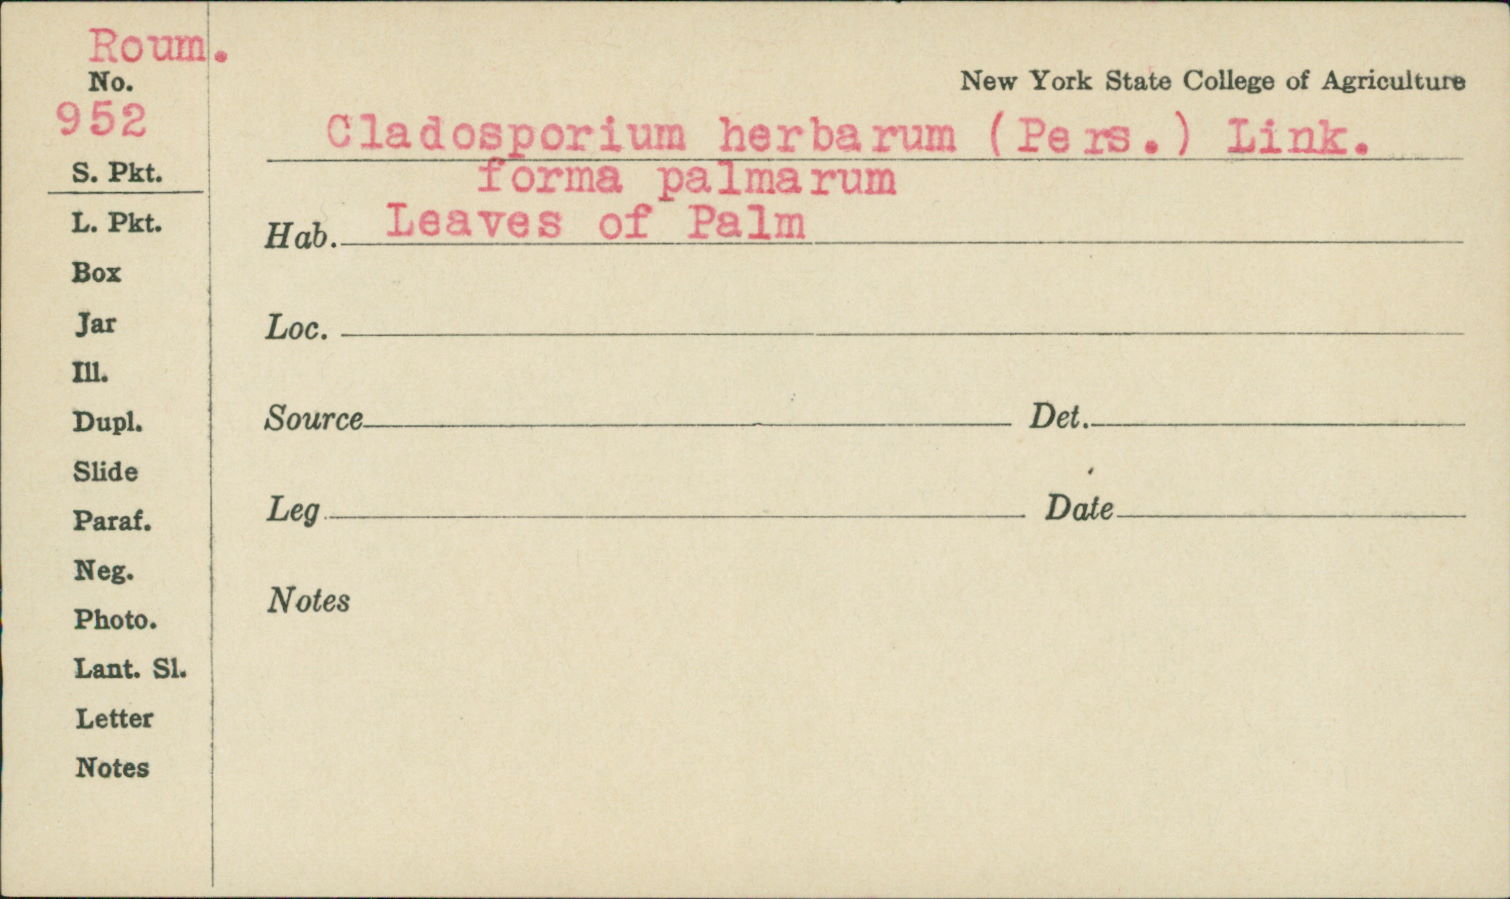 Roum.
No.
952
S. Pkt.
L. Pkt.
Box
Jar
Ill.
Dupl.
Slide
Paraf.
Neg.
Photo.
Lant. Sl.
Letter
Notes
New York State College of Agriculture
Cladosporium herbarum (Pers.) Link.
forma palmarum
Hab. Leaves of Palm
Loc.
Source Det.
Leg Date
Notes